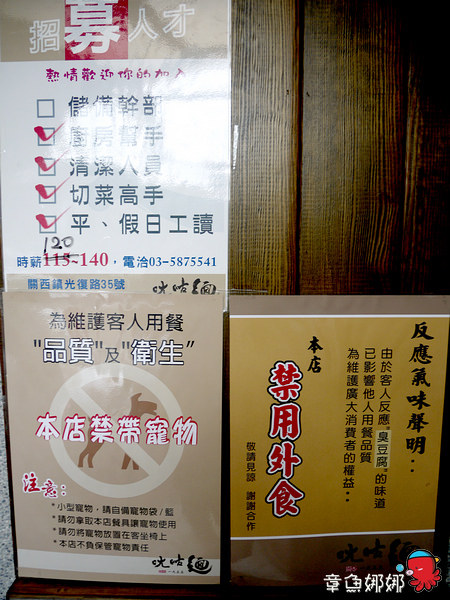 招募人才
熱情歡迎您的加入
儲備幹部
廚房幫手
清潔人員
切菜高手
平、假日工讀
120
時薪115-140,電洽03-5875541
關西鎮光復路35號
咣咕麵
為維護客人用餐
"品質"及"衛生"
本店禁帶寵物
注意:
*小型寵物,請自備寵物袋/籃
*請勿拿取本店餐具讓寵物使用
*請勿將寵物放置在客坐椅上
*本店不負保管寵物責任
咣咕麵
反應氣味聲明:
由於客人反應"臭豆腐"的味道
已影響他人用餐品質
為維護廣大消費者的權益:
本店
禁用外食
敬請見諒 謝謝合作
咣咕麵
章魚娜娜